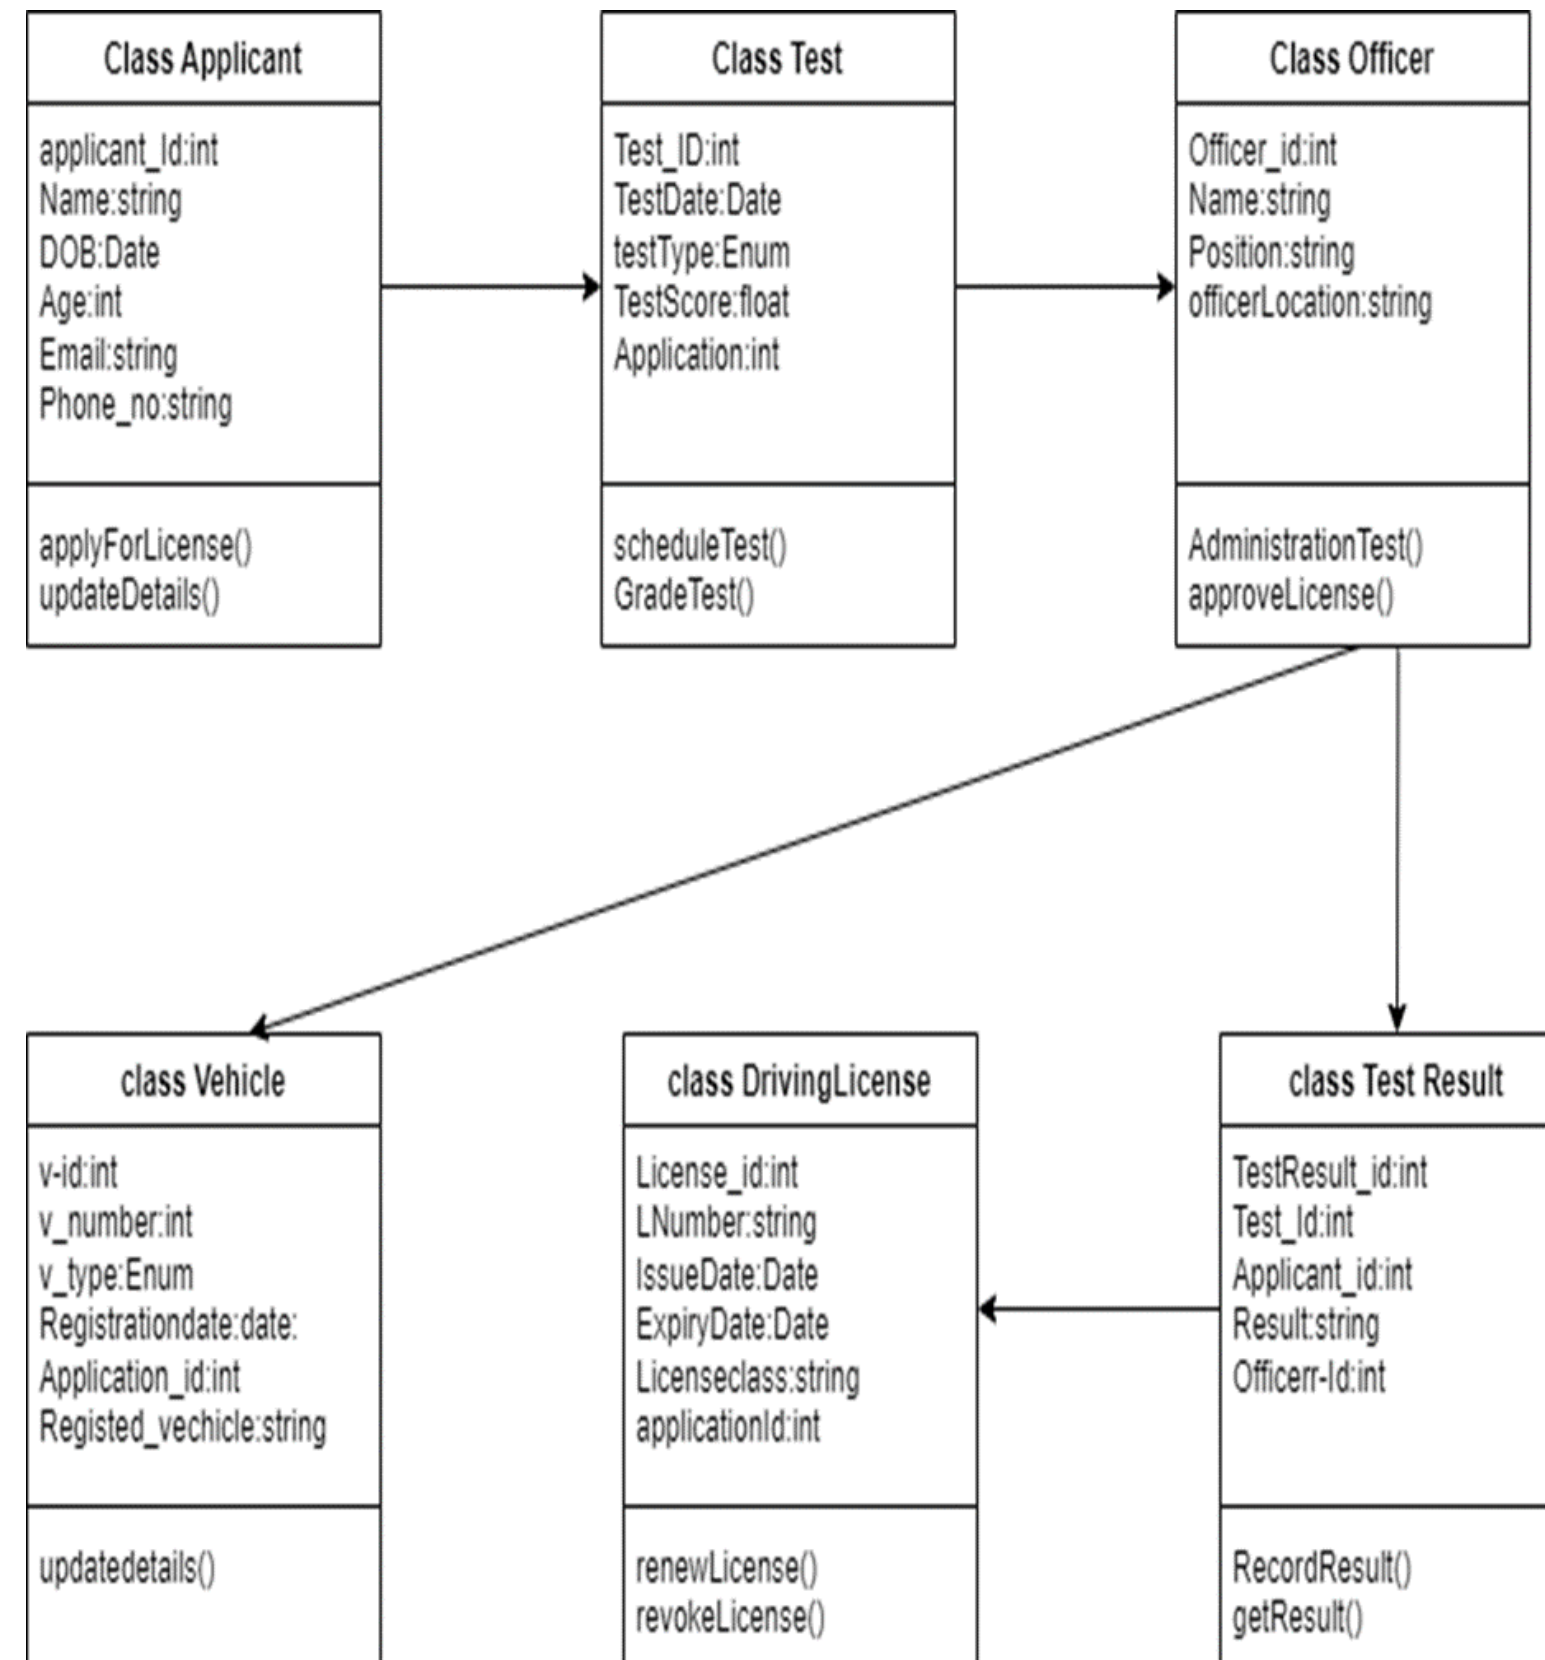 Class Applicant
applicant_Id:int
Name:string
DOB:Date
Age:int
Email:string
Phone_no:string
applyForLicense()
updateDetails()
Class Test
Test_ID:int
TestDate:Date
testType:Enum
TestScore:float
Application:int
scheduleTest()
GradeTest()
Class Officer
Officer_id:int
Name:string
Position:string
officerLocation:string
AdministrationTest()
approveLicense()
class Vehicle
v-id:int
v_number:int
v_type:Enum
Registrationdate:date:
Application_id:int
Registed_vechicle:string
updatedetails()
class DrivingLicense
License_id:int
LNumber:string
IssueDate:Date
ExpiryDate:Date
Licenseclass:string
applicationId:int
renewLicense()
revokeLicense()
class Test Result
TestResult_id:int
Test_Id:int
Applicant_id:int
Result:string
Officerr-Id:int
RecordResult()
getResult()